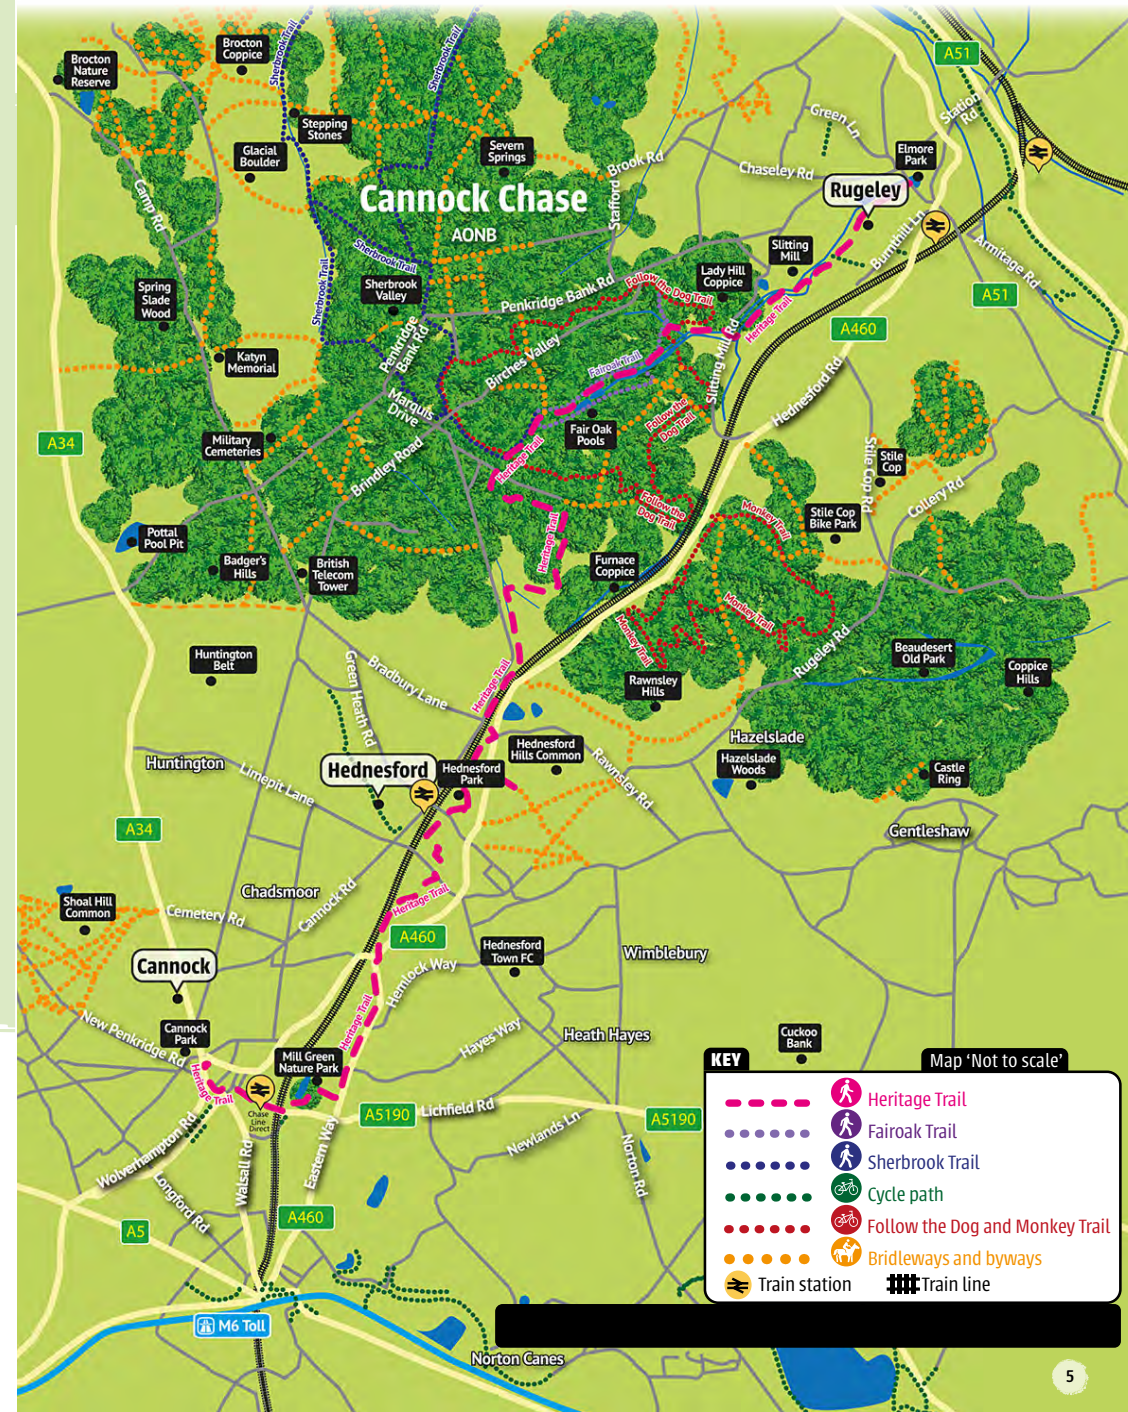 Sherbrook Trail
Sherbrook Trail
A51
Brocton
Coppice
Brocton
Nature
Reserve
Station
Rd
Green Ln
Stepping
Stones
Glacial
Boulder
Severn
Springs
Brook Rd
Elmore
Park
Chaseley Rd
Rugeley
Cannock Chase
AONB
Camp Rd
Stafford
Burnthill Ln
Armitage Rd
Slitting
Mill
Sherbrook Trail
Sherbrook Trail
Lady Hill
Coppice
Follow
the Dog Trail
Penkridge Bank Rd
Sherbrook
Valley
Spring
Slade
Wood
A51
A460
Heritage Trail
Penkridge
Bank Rd
Birches Valley
Slitting Mill Rd
Fairoak Trail
Katyn
Memorial
Hednesford Rd
Marquis
Drive
Follow the
Dog Trail
Fair Oak
Pools
A34
Military
Cemeteries
Brindley Road
Heritage Trail
Stile Cop Rd
Stile
Cop
Collery Rd
Follow the
Dog Trail
Monkey Trail
Stile Cop
Bike Park
Pottal
Pool Pit
Heritage Trail
Badger's
Hills
British
Telecom
Tower
Furnace
Coppice
Monkey Trail
Monkey Trail
Rugeley Rd
Huntington
Belt
Green Heath Rd
Bradbury Lane
Heritage Trail
Rawnsley
Hills
Beaudesert
Old Park
Coppice
Hills
Hazelslade
Huntington
Limepit Lane
Hednesford
Hednesford
Park
Hednesford
Hills Common
Rawnsley Rd
Hazelslade
Woods
Castle
Ring
A34
Gentleshaw
Chadsmoor
Cannock Rd
Heritage Trail
Shoal Hill
Common
Cemetery Rd
A460
Hednesford
Town FC
Wimblebury
Cannock
Hemlock Way
New Penkridge Rd
Cannock
Park
Heritage Trail
Hayes Way
Heath Hayes
Cuckoo
Bank
Mill Green
Nature Park
Heritage Trail
Chase
Line
Direct
A5190
Lichfield Rd
A5190
Wolverhampton Rd
Longford Rd
Walsall Rd
Eastern Way
Newlands Ln
Norton Rd
A5
A460
M6 Toll
Norton Canes
KEY
Map ‘Not to scale’
Heritage Trail
Fairoak Trail
Sherbrook Trail
Cycle path
Follow the Dog and Monkey Trail
Bridleways and byways
Train station
Train line
5